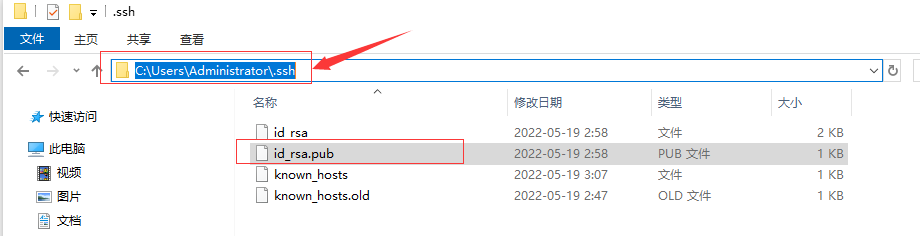 .ssh
文件 主页 共享 查看
C:\Users\Administrator\.ssh
名称 修改日期 类型 大小
快速访问
此电脑
视频
图片
文档
id_rsa 2022-05-19 2:58 文件 2 KB
id_rsa.pub 2022-05-19 2:58 PUB 文件 1 KB
known_hosts 2022-05-19 3:07 文件 1 KB
known_hosts.old 2022-05-19 2:47 OLD 文件 1 KB